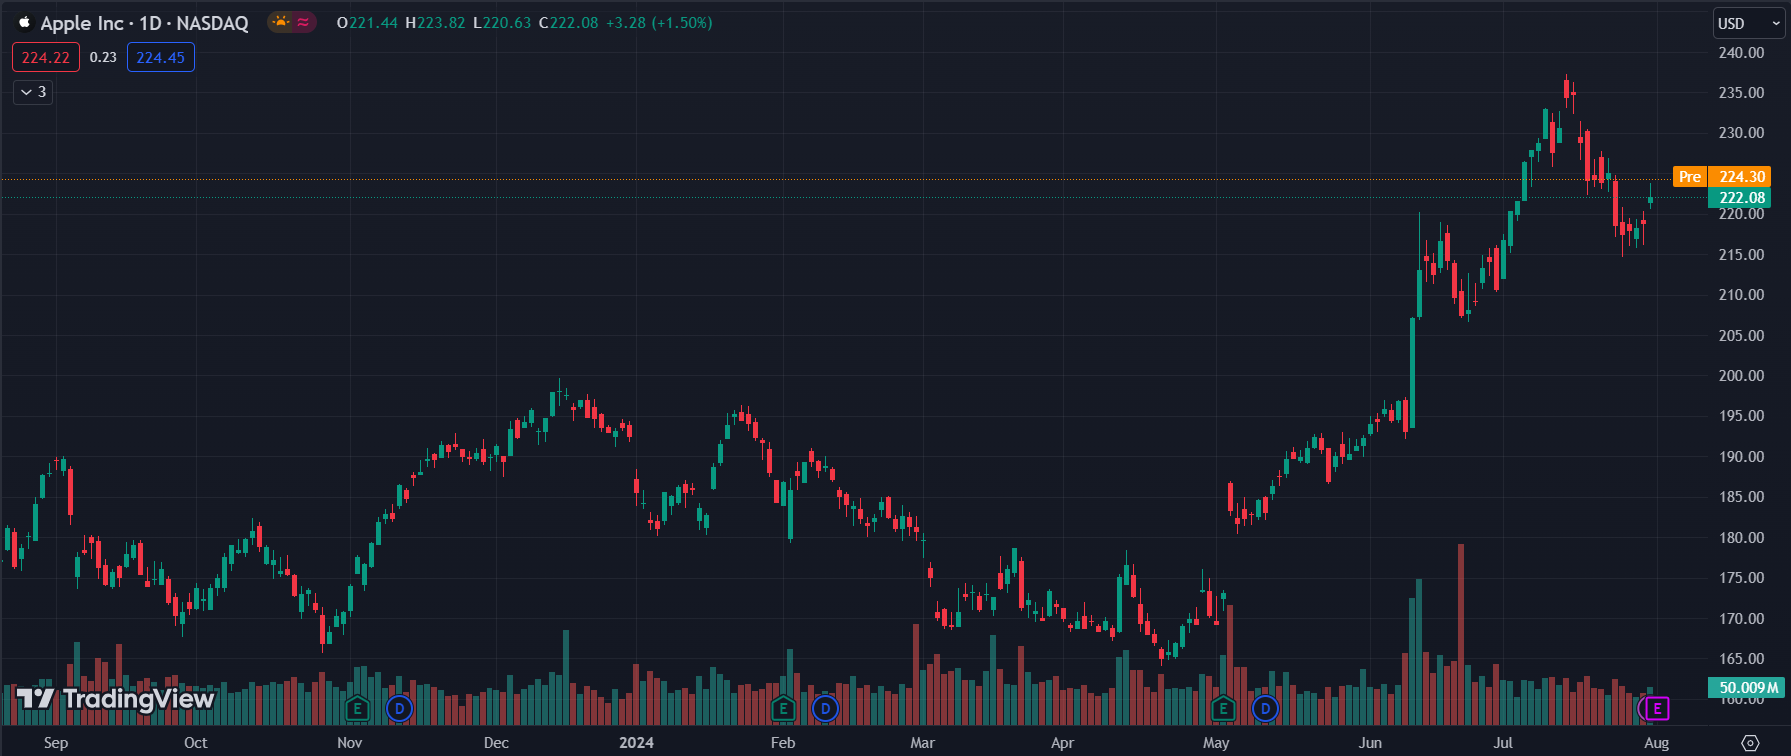 Apple Inc · 1D · NASDAQ O221.44 H223.82 L220.63 C222.08 +3.28 (+1.50%)
USD
224.22 0.23 224.45
3
240.00
235.00
230.00
Pre 224.30
222.08
220.00
215.00
210.00
205.00
200.00
195.00
190.00
185.00
180.00
175.00
170.00
165.00
50.009M
160.00
TradingView
E D E D E D E
Sep Oct Nov Dec 2024 Feb Mar Apr May Jun Jul Aug